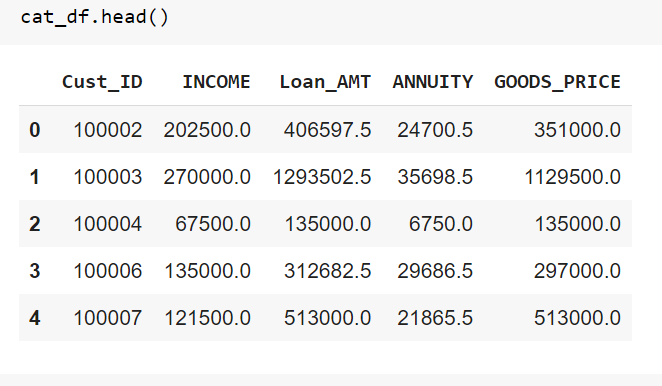 cat_df.head()
Cust_ID INCOME Loan_AMT ANNUITY GOODS_PRICE
0 100002 202500.0 406597.5 24700.5 351000.0
1 100003 270000.0 1293502.5 35698.5 1129500.0
2 100004 67500.0 135000.0 6750.0 135000.0
3 100006 135000.0 312682.5 29686.5 297000.0
4 100007 121500.0 513000.0 21865.5 513000.0